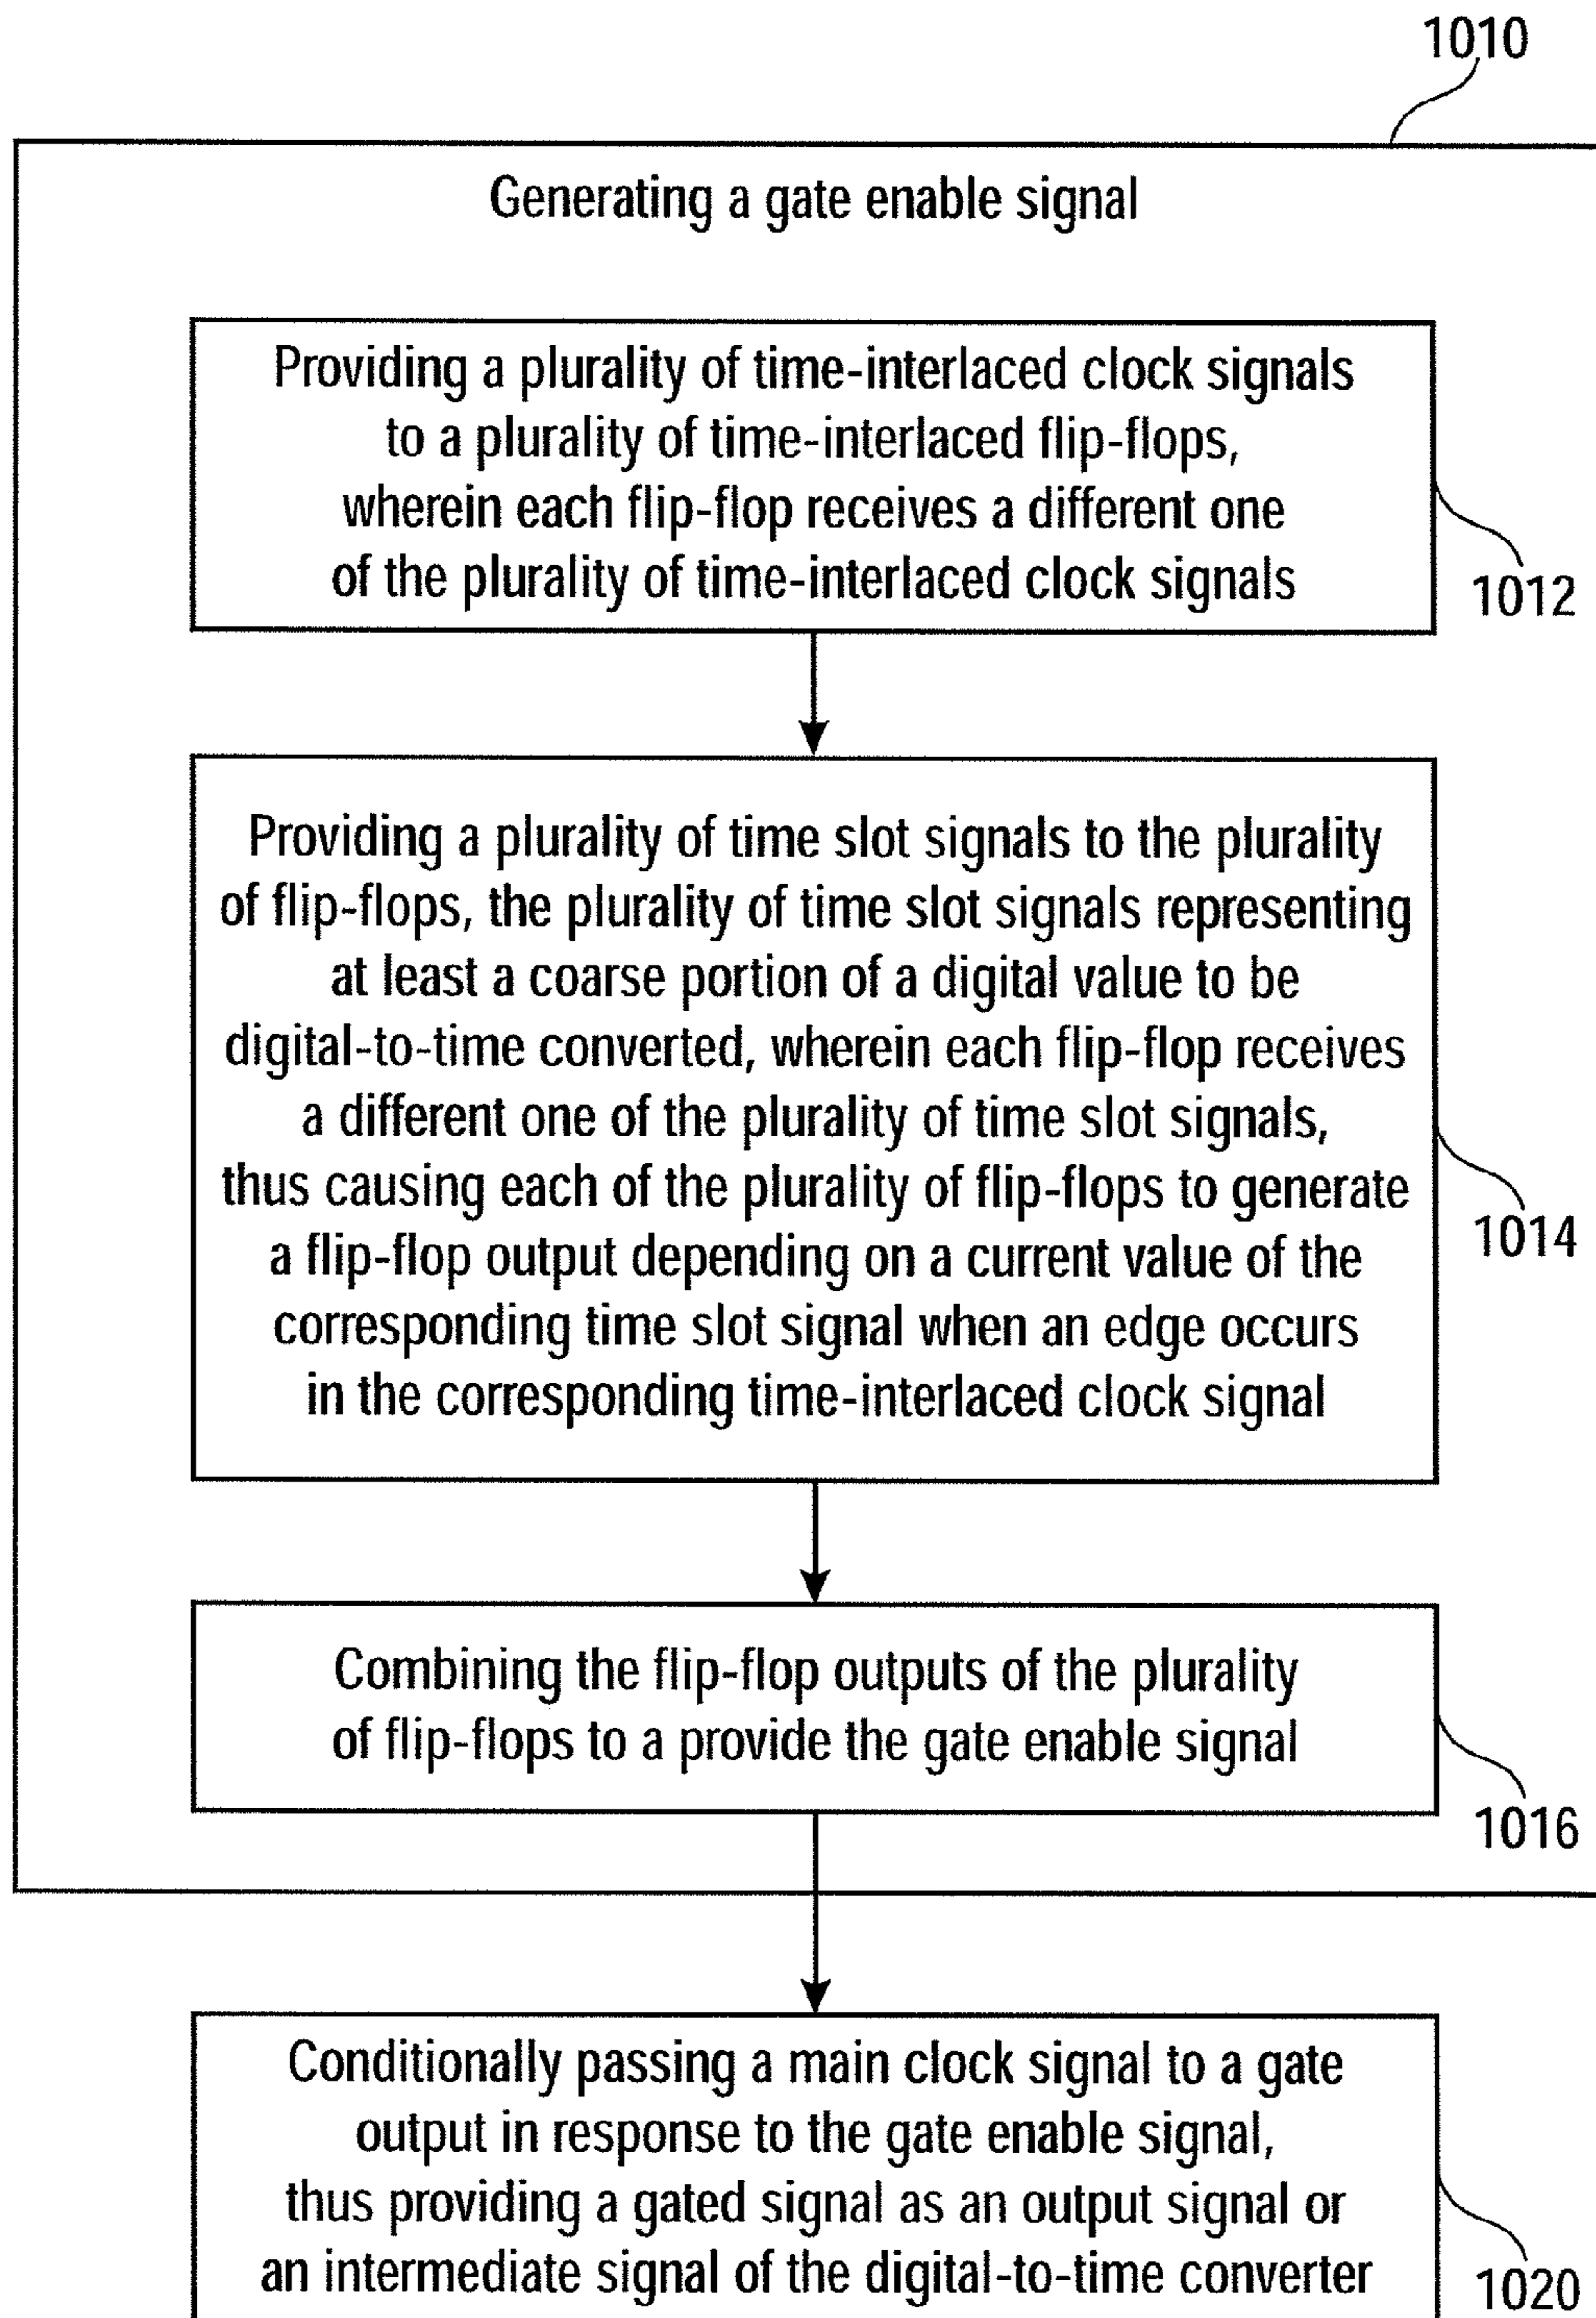 1010
Generating a gate enable signal
Providing a plurality of time-interlaced clock signals
to a plurality of time-interlaced flip-flops,
wherein each flip-flop receives a different one
of the plurality of time-interlaced clock signals
1012
Providing a plurality of time slot signals to the plurality
of flip-flops, the plurality of time slot signals representing
at least a coarse portion of a digital value to be
digital-to-time converted, wherein each flip-flop receives
a different one of the plurality of time slot signals,
thus causing each of the plurality of flip-flops to generate
a flip-flop output depending on a current value of the
corresponding time slot signal when an edge occurs
in the corresponding time-interlaced clock signal
1014
Combining the flip-flop outputs of the plurality
of flip-flops to a provide the gate enable signal
1016
Conditionally passing a main clock signal to a gate
output in response to the gate enable signal,
thus providing a gated signal as an output signal or
an intermediate signal of the digital-to-time converter
1020